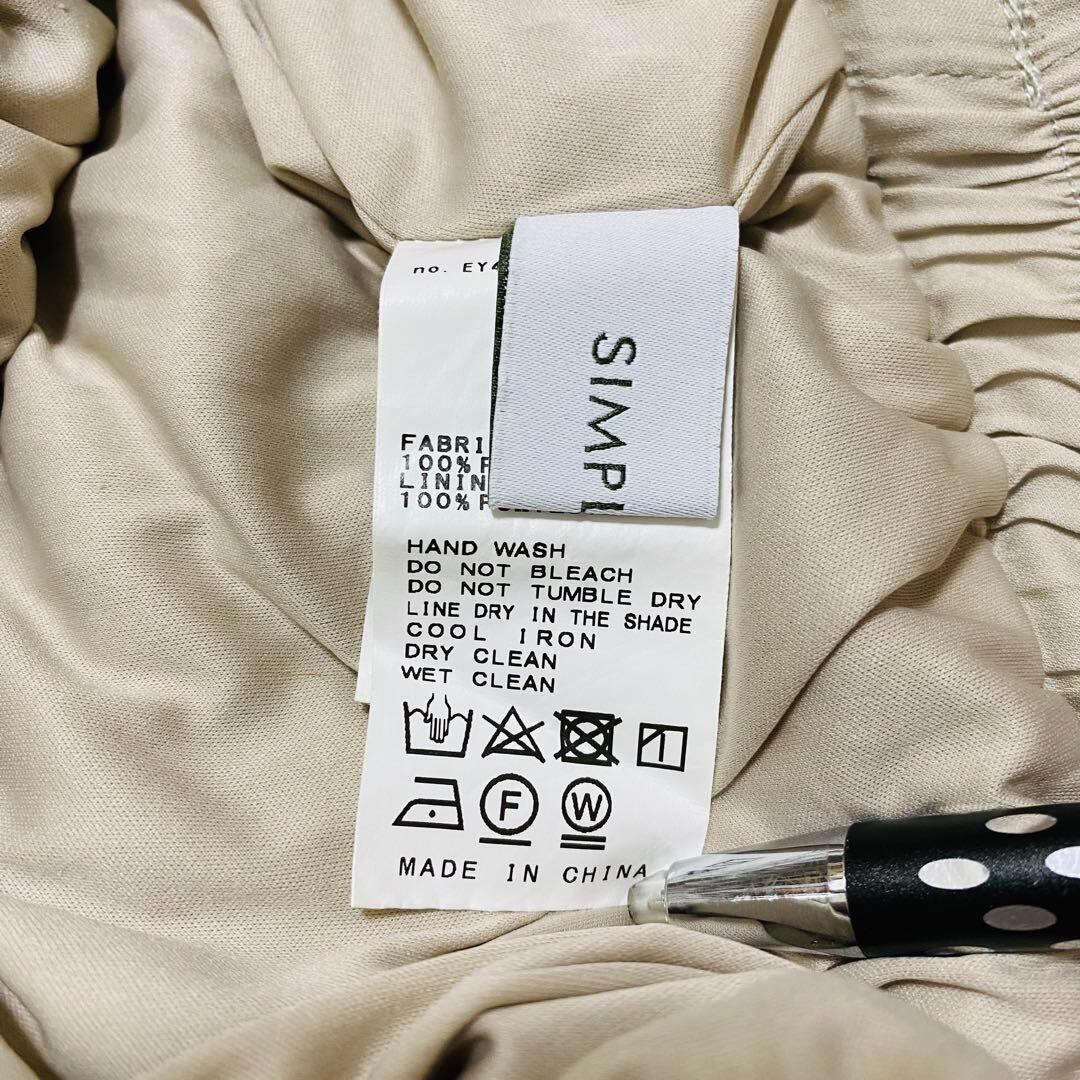 no. EY
SIMPL
FABRI
100%
LININ
100%
HAND WASH
DO NOT BLEACH
DO NOT TUMBLE DRY
LINE DRY IN THE SHADE
COOL IRON
DRY CLEAN
WET CLEAN
F
W
MADE IN CHINA